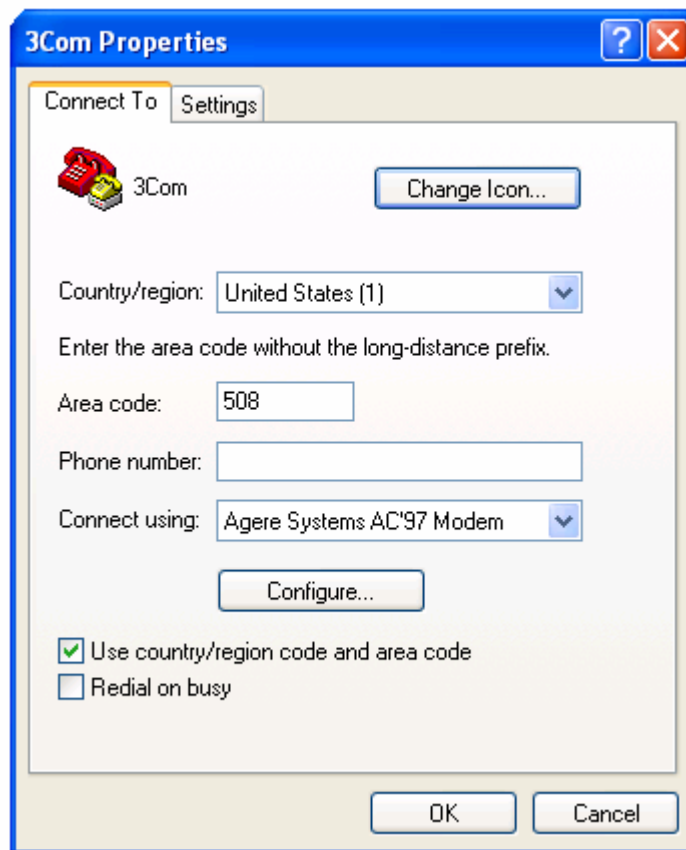 3Com Properties
Connect To Settings
3Com Change Icon...
Country/region: United States (1)
Enter the area code without the long-distance prefix.
Area code: 508
Phone number:
Connect using: Agere Systems AC'97 Modem
Configure...
Use country/region code and area code
Redial on busy
OK Cancel